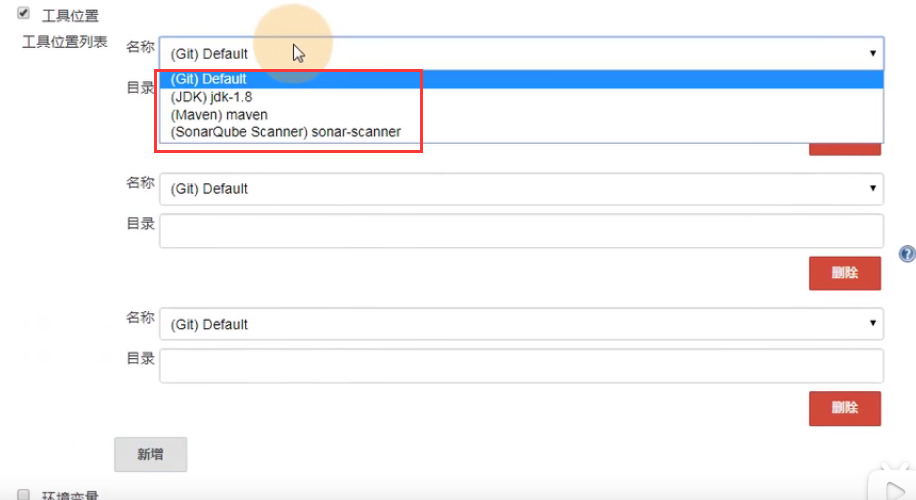 工具位置
工具位置列表
名称
(Git) Default
(Git) Default
(JDK) jdk-1.8
(Maven) maven
(SonarQube Scanner) sonar-scanner
目录
名称
(Git) Default
目录
删除
名称
(Git) Default
目录
删除
新增
环境变量